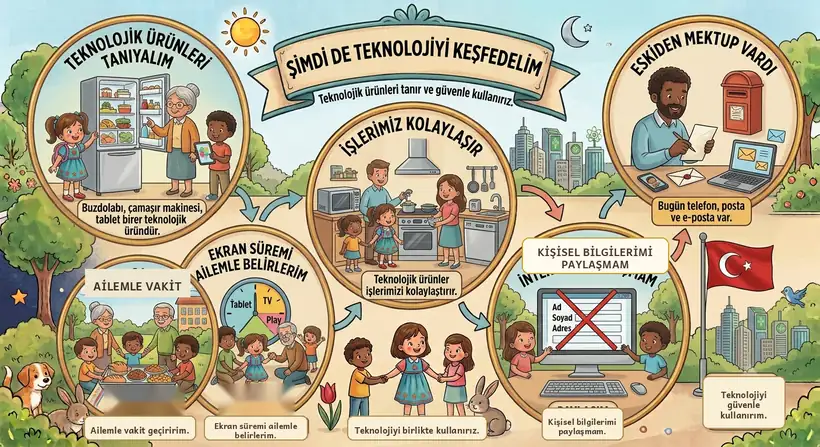 ŞİMDİ DE TEKNOLOJİYİ KEŞFEDELİM
Teknolojik ürünleri tanır ve güvenle kullanırız.
TEKNOLOJİK ÜRÜNLERİ
TANIYALIM
Buzdolabı, çamaşır makinesi,
tablet birer teknolojik
üründür.
İŞLERİMİZ KOLAYLAŞIR
Teknolojik ürünler
işlerimizi kolaylaştırır.
ESKİDEN MEKTUP VARDI
Bugün telefon, posta
ve e-posta var.
AİLEMLE VAKİT
Ailemle vakit geçiririm.
EKRAN SÜREMİ
AİLEMLE BELİRLERİM
Tablet
TV
Play
Ekran süremi ailemle
belirlerim.
Teknolojiyi birlikte kullanırız.
KİŞİSEL BİLGİLERİMİ
PAYLAŞMAM
Ad
Soyad
Adres
Kişisel bilgilerimi
paylaşmam.
Teknolojiyi
güvenle
kullanırım.